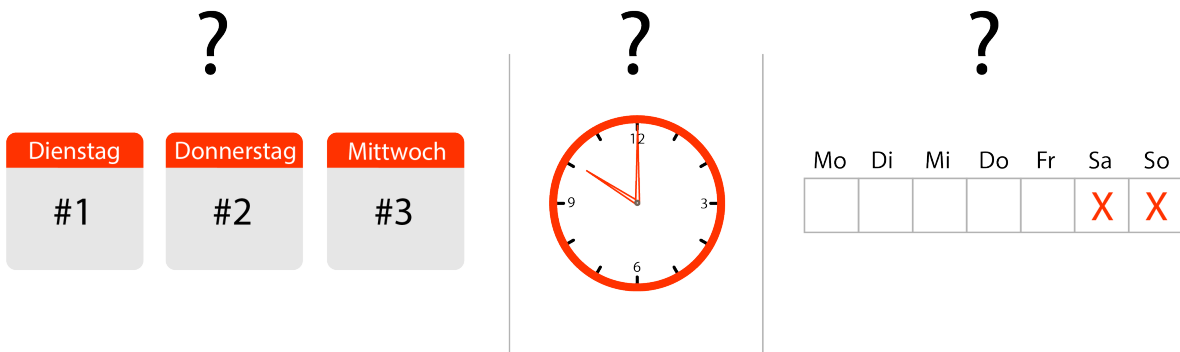 ? ? ?
Dienstag Donnerstag Mittwoch
#1 #2 #3
12
9 3
6
Mo Di Mi Do Fr Sa So
X X